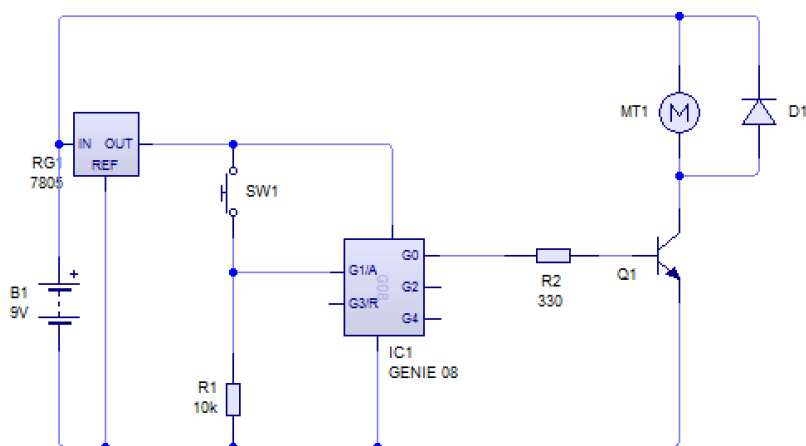 MT1
M
D1
IN OUT
REF
RG1
7805
SW1
G0
G1/A
G2
G3/R
G4
G08
IC1
GENIE 08
R2
330
Q1
B1
9V
+
R1
10k